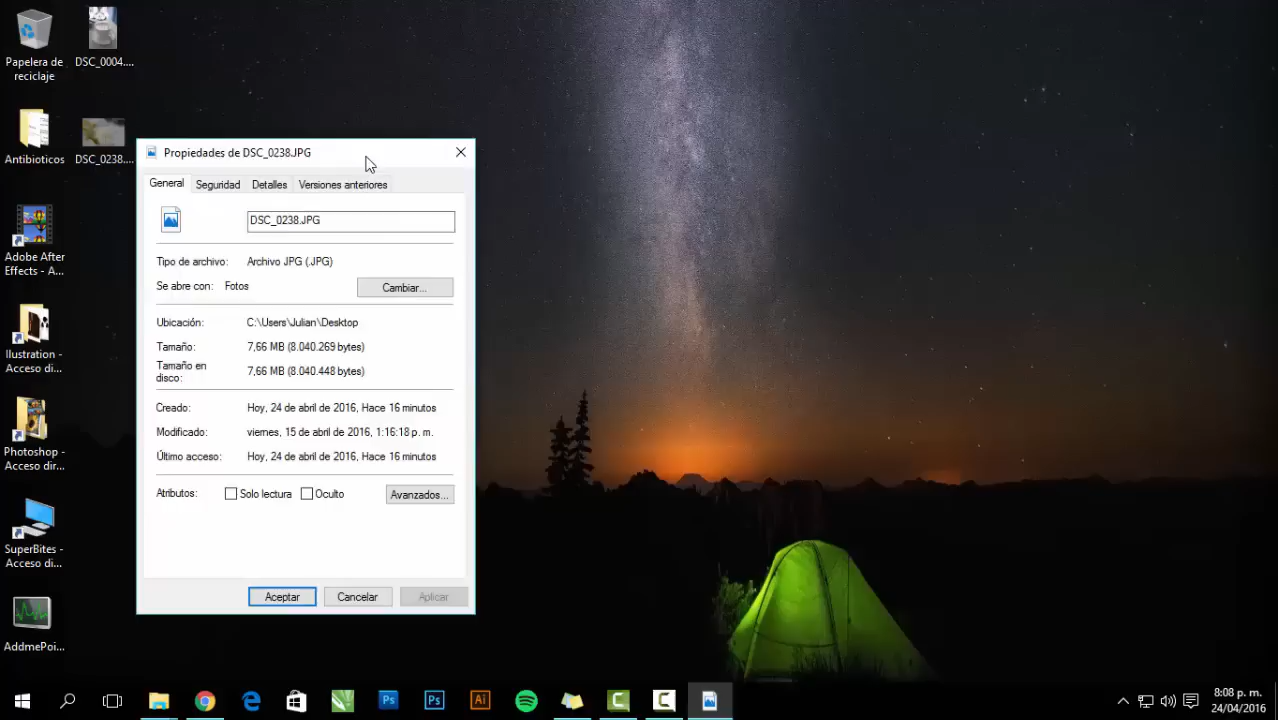 Papelera de
reciclaje
DSC_0004....
Antibioticos
DSC_0238....
Adobe After
Effects - A...
Ilustration -
Acceso di...
Photoshop -
Acceso dir...
SuperBites -
Acceso di...
AddmePoi...
Propiedades de DSC_0238.JPG
General Seguridad Detalles Versiones anteriores
DSC_0238.JPG
Tipo de archivo: Archivo JPG (.JPG)
Se abre con: Fotos Cambiar...
Ubicación: C:\Users\Julian\Desktop
Tamaño: 7,66 MB (8.040.269 bytes)
Tamaño en
disco: 7,66 MB (8.040.448 bytes)
Creado: Hoy, 24 de abril de 2016, Hace 16 minutos
Modificado: viernes, 15 de abril de 2016, 1:16:18 p. m.
Último acceso: Hoy, 24 de abril de 2016, Hace 16 minutos
Atributos: Solo lectura Oculto Avanzados...
Aceptar Cancelar Aplicar
Ps Ps Ai
8:08 p. m.
24/04/2016